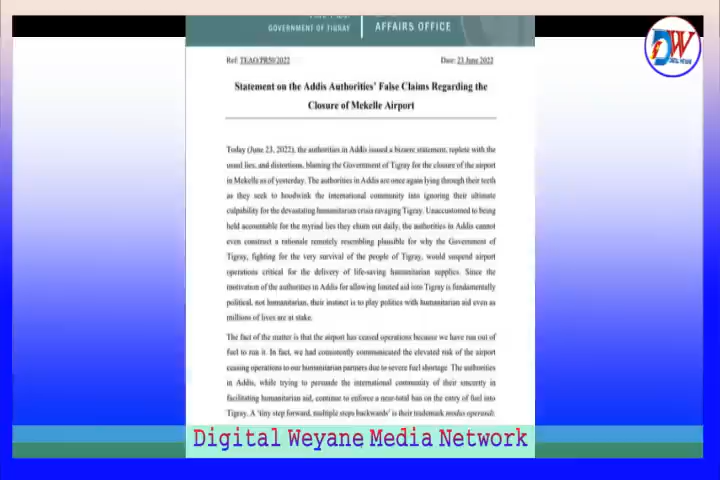 GOVERNMENT OF TIGRAY
AFFAIRS OFFICE
DW
DIGITAL WEYANE
Ref: TEAO/PR50/2022 Date: 23 June 2022
Statement on the Addis Authorities' False Claims Regarding the
Closure of Mekelle Airport
Today (June 23, 2022), the authorities in Addis issued a bizarre statement, replete with the
usual lies, and distortions, blaming the Government of Tigray for the closure of the airport
in Mekelle as of yesterday. The authorities in Addis are once again lying through their teeth
as they seek to hoodwink the international community into ignoring their ultimate
culpability for the devastating humanitarian crisis ravaging Tigray. Unaccustomed to being
held accountable for the myriad lies they churn out daily, the authorities in Addis cannot
even construct a rationale remotely resembling plausible for why the Government of
Tigray, fighting for the very survival of the people of Tigray, would suspend airport
operations critical for the delivery of life-saving humanitarian supplies. Since the
motivation of the authorities in Addis for allowing limited aid into Tigray is fundamentally
political, not humanitarian, their instinct is to play politics with humanitarian aid even as
millions of lives are at stake.
The fact of the matter is that the airport has ceased operations because we have run out of
fuel to run it. In fact, we had consistently communicated the elevated risk of the airport
ceasing operations to our humanitarian partners due to severe fuel shortage. The authorities
in Addis, while trying to persuade the international community of their sincerity in
facilitating humanitarian aid, continue to enforce a near-total ban on the entry of fuel into
Tigray. A 'tiny step forward, multiple steps backwards' is their trademark modus operandi.
Digital Weyane Media Network